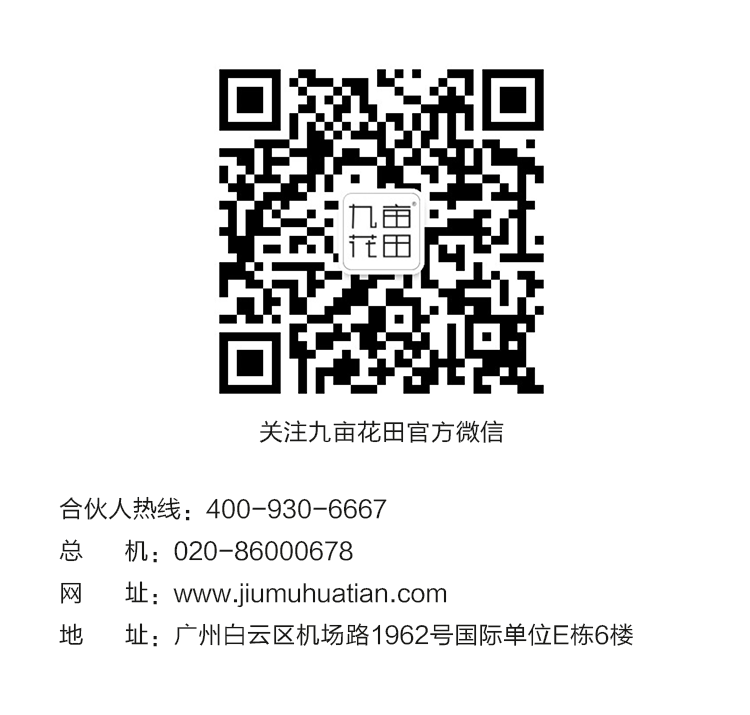 九亩®
花田
关注九亩花田官方微信
合伙人热线：400-930-6667
总 机：020-86000678
网 址：www.jiumuhuatian.com
地 址：广州白云区机场路1962号国际单位E栋6楼